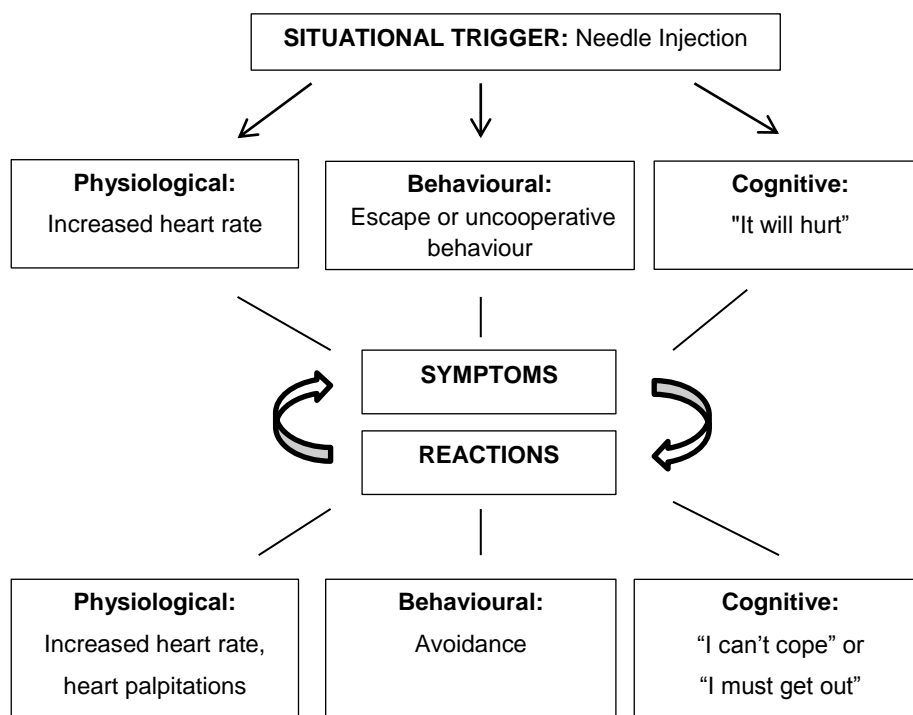 SITUATIONAL TRIGGER: Needle Injection
Physiological:
Increased heart rate
Behavioural:
Escape or uncooperative
behaviour
Cognitive:
"It will hurt”
SYMPTOMS
REACTIONS
Physiological:
Increased heart rate,
heart palpitations
Behavioural:
Avoidance
Cognitive:
“I can’t cope” or
“I must get out”